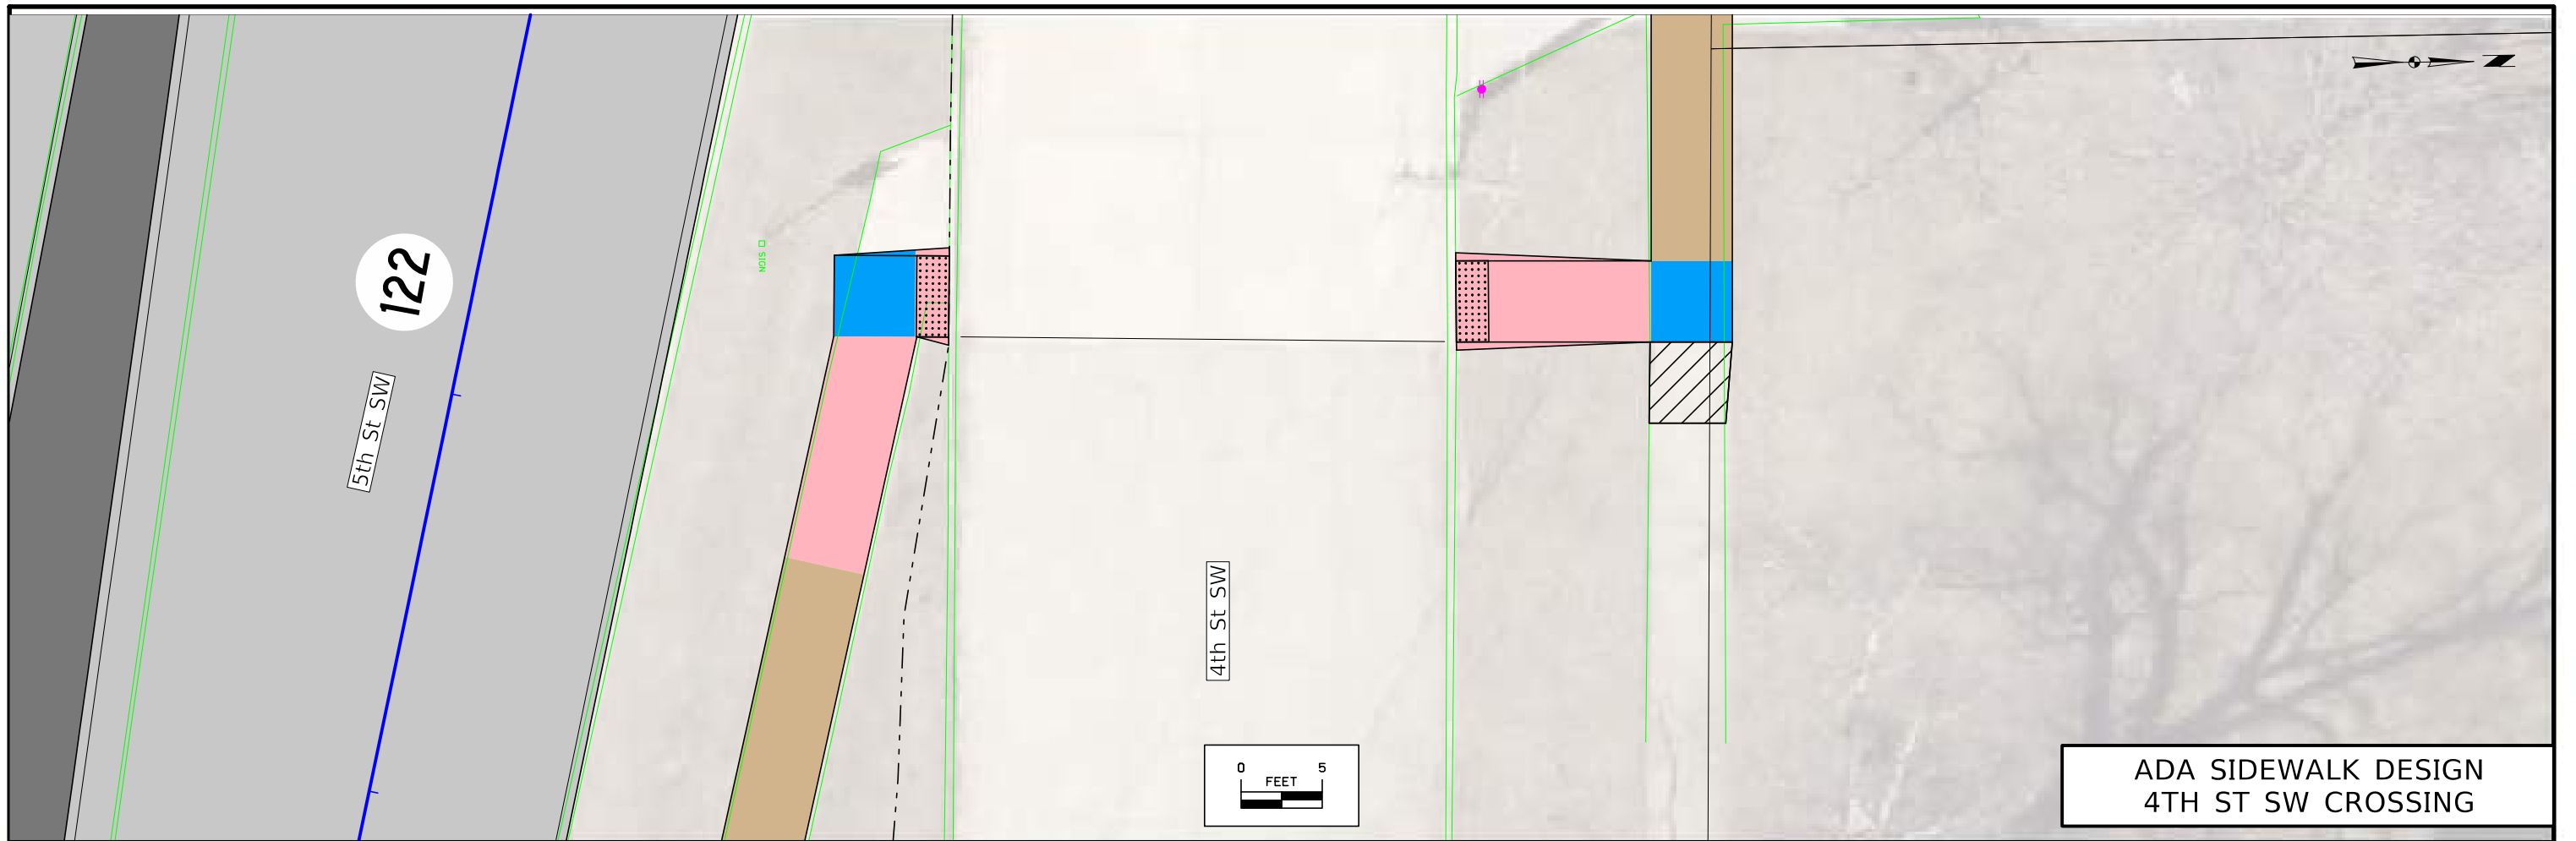 122
5th St SW
SIGN
4th St SW
0 5
FEET
N
ADA SIDEWALK DESIGN
4TH ST SW CROSSING